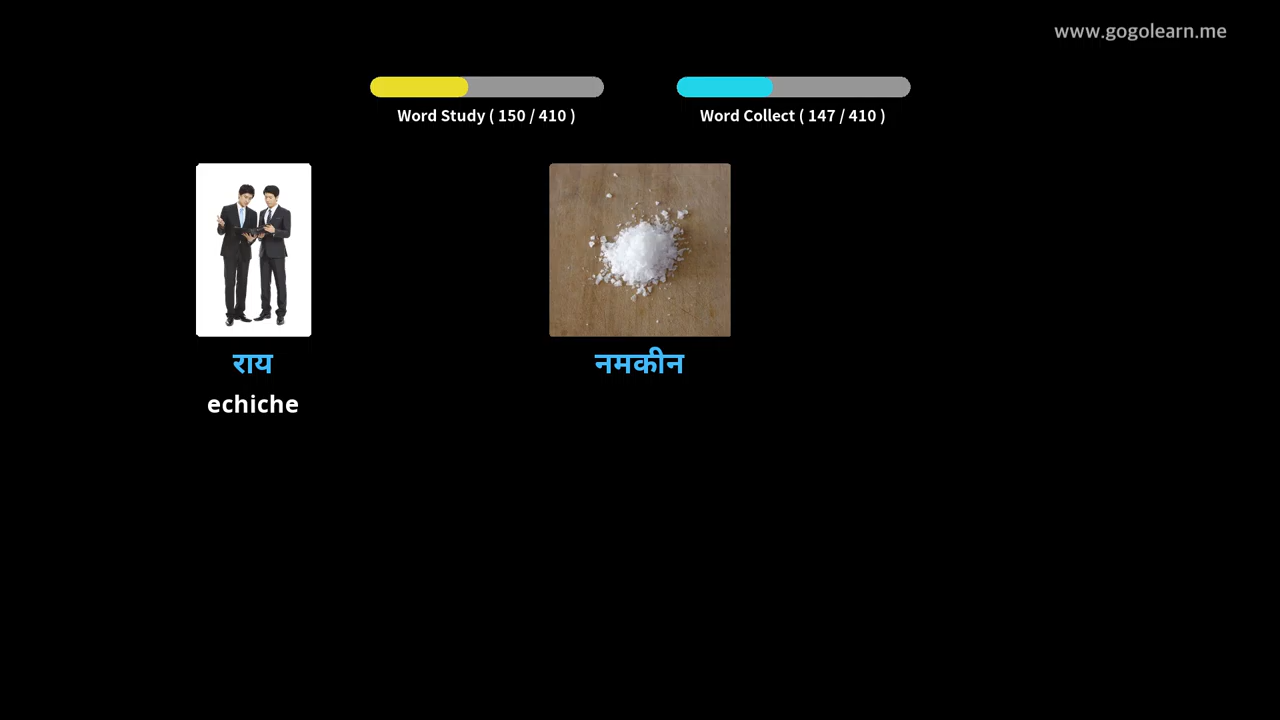 www.gogolearn.me
Word Study ( 150 / 410 )
Word Collect ( 147 / 410 )
राय
नमकीन
echiche